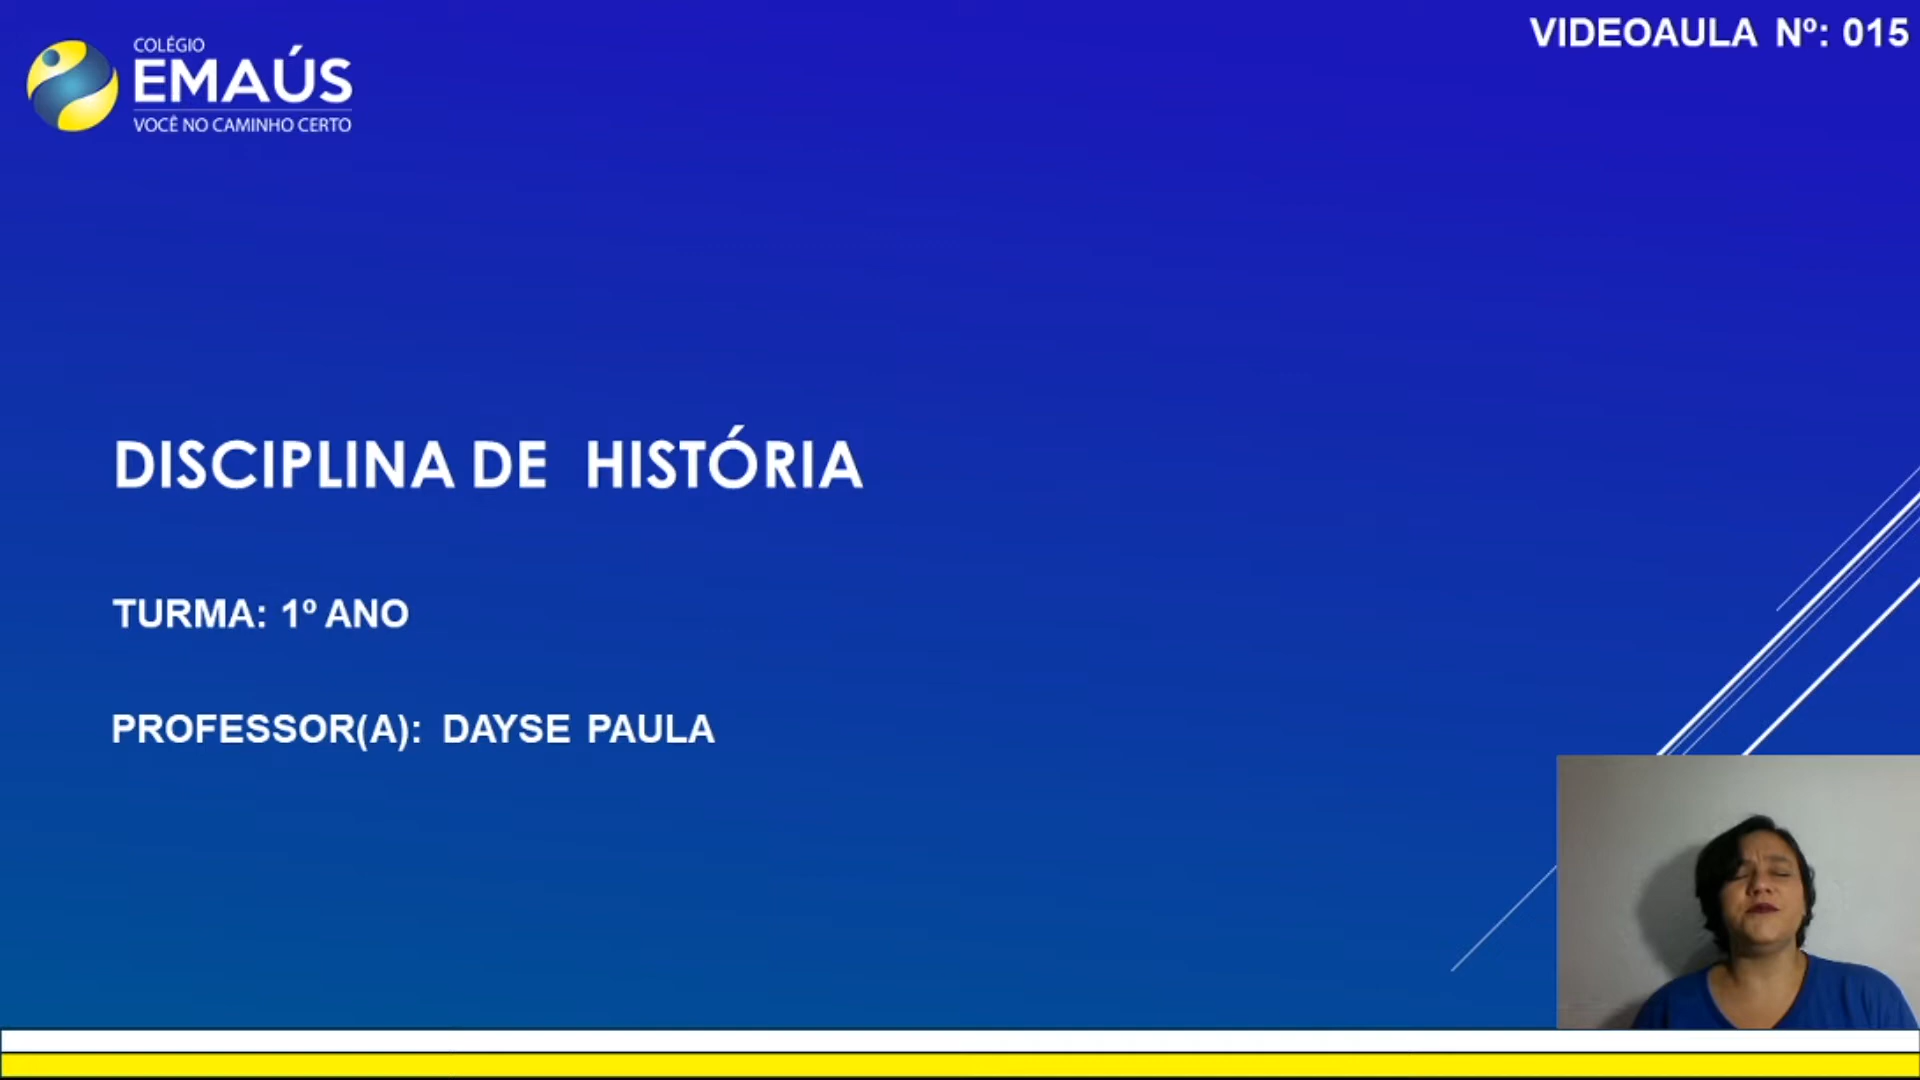 COLÉGIO
EMAÚS
VOCÊ NO CAMINHO CERTO
VIDEOAULA Nº: 015
DISCIPLINA DE HISTÓRIA
TURMA: 1º ANO
PROFESSOR(A): DAYSE PAULA